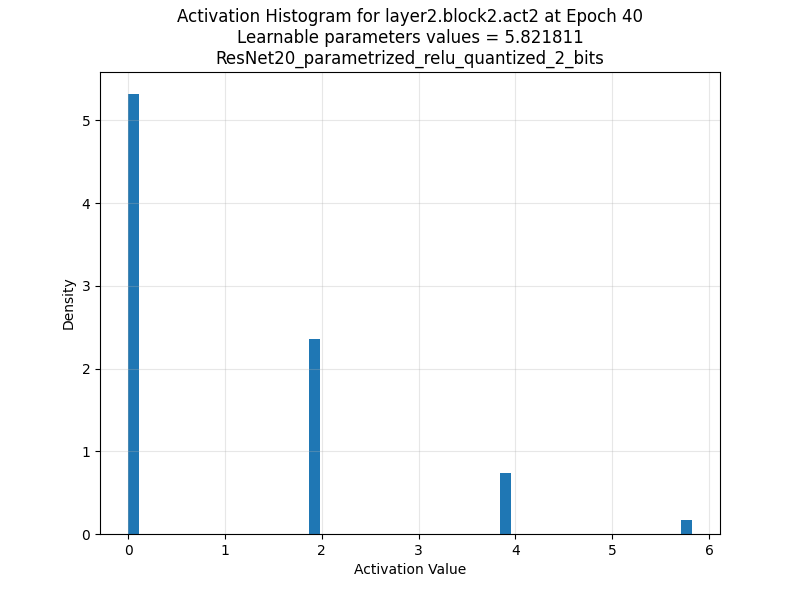 Activation Histogram for layer2.block2.act2 at Epoch 40
Learnable parameters values = 5.821811
ResNet20_parametrized_relu_quantized_2_bits
5
4
3
2
1
0
Density
0 1 2 3 4 5 6
Activation Value